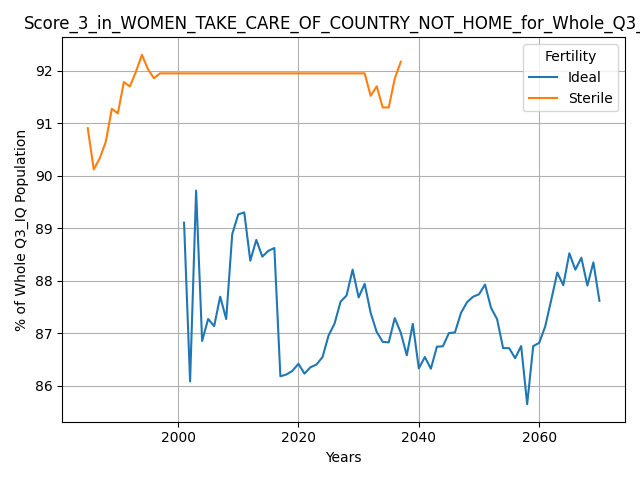 Score_3_in_WOMEN_TAKE_CARE_OF_COUNTRY_NOT_HOME_for_Whole_Q3_
Fertility
Ideal
Sterile
% of Whole Q3_IQ Population
92
91
90
89
88
87
86
2000
2020
2040
2060
Years